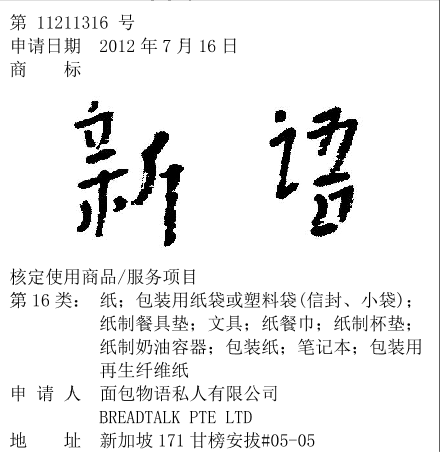 第 11211316 号
申请日期 2012 年 7 月 16 日
商 标
新 语
核定使用商品/服务项目
第 16 类： 纸；包装用纸袋或塑料袋(信封、小袋)；
纸制餐具垫；文具；纸餐巾；纸制杯垫；
纸制奶油容器；包装纸；笔记本；包装用
再生纤维纸
申 请 人 面包物语私人有限公司
BREADTALK PTE LTD
地 址 新加坡 171 甘榜安拔#05-05